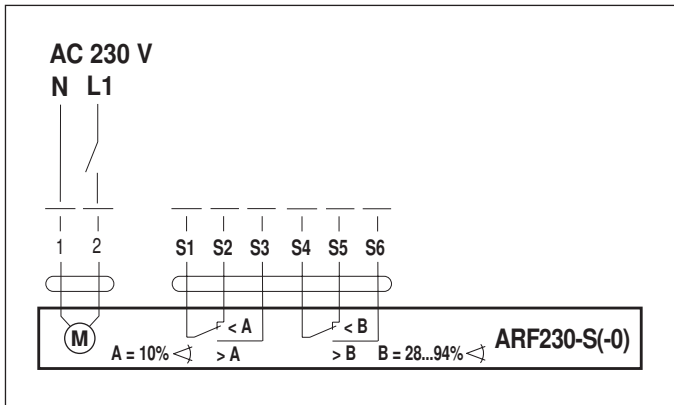 AC 230 V
N L1
1 2 S1 S2 S3 S4 S5 S6
M < A < B ARF230-S(-0)
A = 10% > A > B B = 28...94%